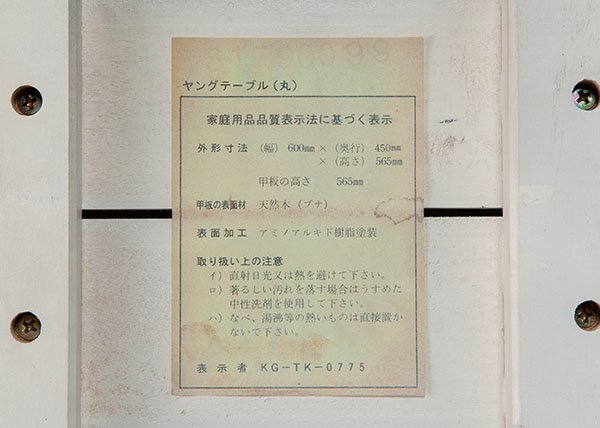 ヤングテーブル(丸)
家庭用品品質表示法に基づく表示
外形寸法 (幅) 600㎜ × (奥行) 450㎜
× (高さ) 565㎜
甲板の高さ 565㎜
甲板の表面材 天然木 (ブナ)
表面加工 アミノアルキド樹脂塗装
取り扱い上の注意
イ) 直射日光又は熱を避けて下さい。
ロ) 著るしい汚れを落す場合はうすめた
中性洗剤を使用して下さい。
ハ) なべ、湯沸等の熱いものは直接置か
ないで下さい。
表示者 KG-TK-0775